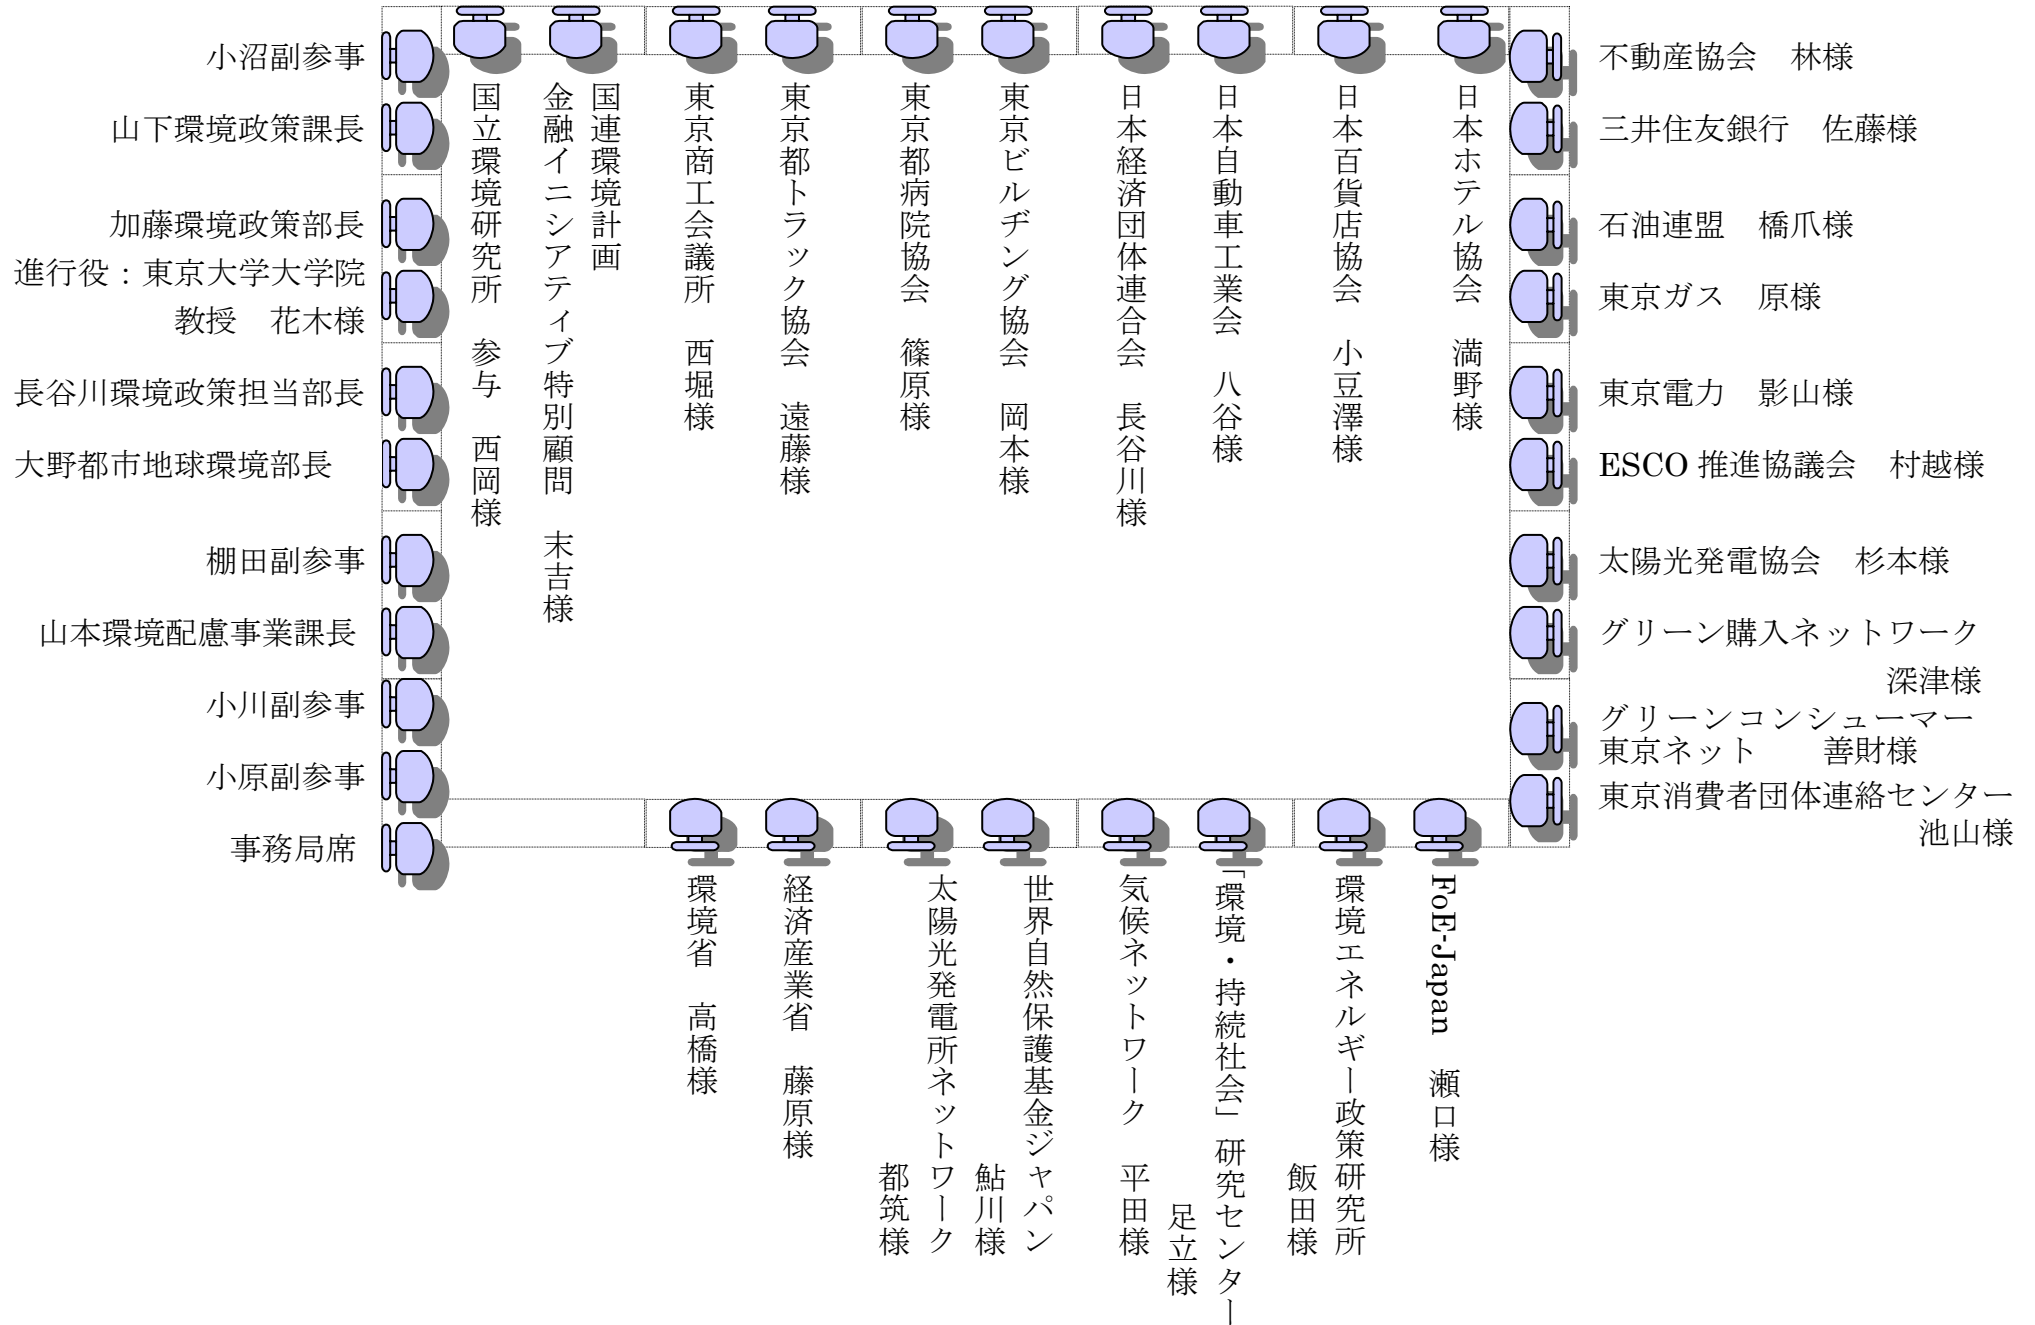 小沼副参事
山下環境政策課長
加藤環境政策部長
進行役：東京大学大学院
教授　花木様
長谷川環境政策担当部長
大野都市地球環境部長
棚田副参事
山本環境配慮事業課長
小川副参事
小原副参事
事務局席
国立環境研究所　参与　西岡様
国連環境計画
金融イニシアティブ特別顧問　末吉様
東京商工会議所　西堀様
東京都トラック協会　遠藤様
東京都病院協会　篠原様
東京ビルヂング協会　岡本様
日本経済団体連合会　長谷川様
日本自動車工業会　八谷様
日本百貨店協会　小豆澤様
日本ホテル協会　満野様
不動産協会　林様
三井住友銀行　佐藤様
石油連盟　橋爪様
東京ガス　原様
東京電力　影山様
ESCO 推進協議会　村越様
太陽光発電協会　杉本様
グリーン購入ネットワーク
深津様
グリーンコンシューマー
東京ネット　　善財様
東京消費者団体連絡センター
池山様
環境省　高橋様
経済産業省　藤原様
太陽光発電所ネットワーク
都筑様
世界自然保護基金ジャパン
鮎川様
気候ネットワーク　平田様
「環境・持続社会」研究センター
足立様
環境エネルギー政策研究所
飯田様
FoE-Japan　瀬口様